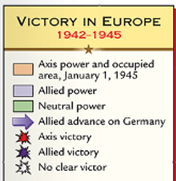 VICTORY IN EUROPE
1942–1945
Axis power and occupied
area, January 1, 1945
Allied power
Neutral power
Allied advance on Germany
Axis victory
Allied victory
No clear victor